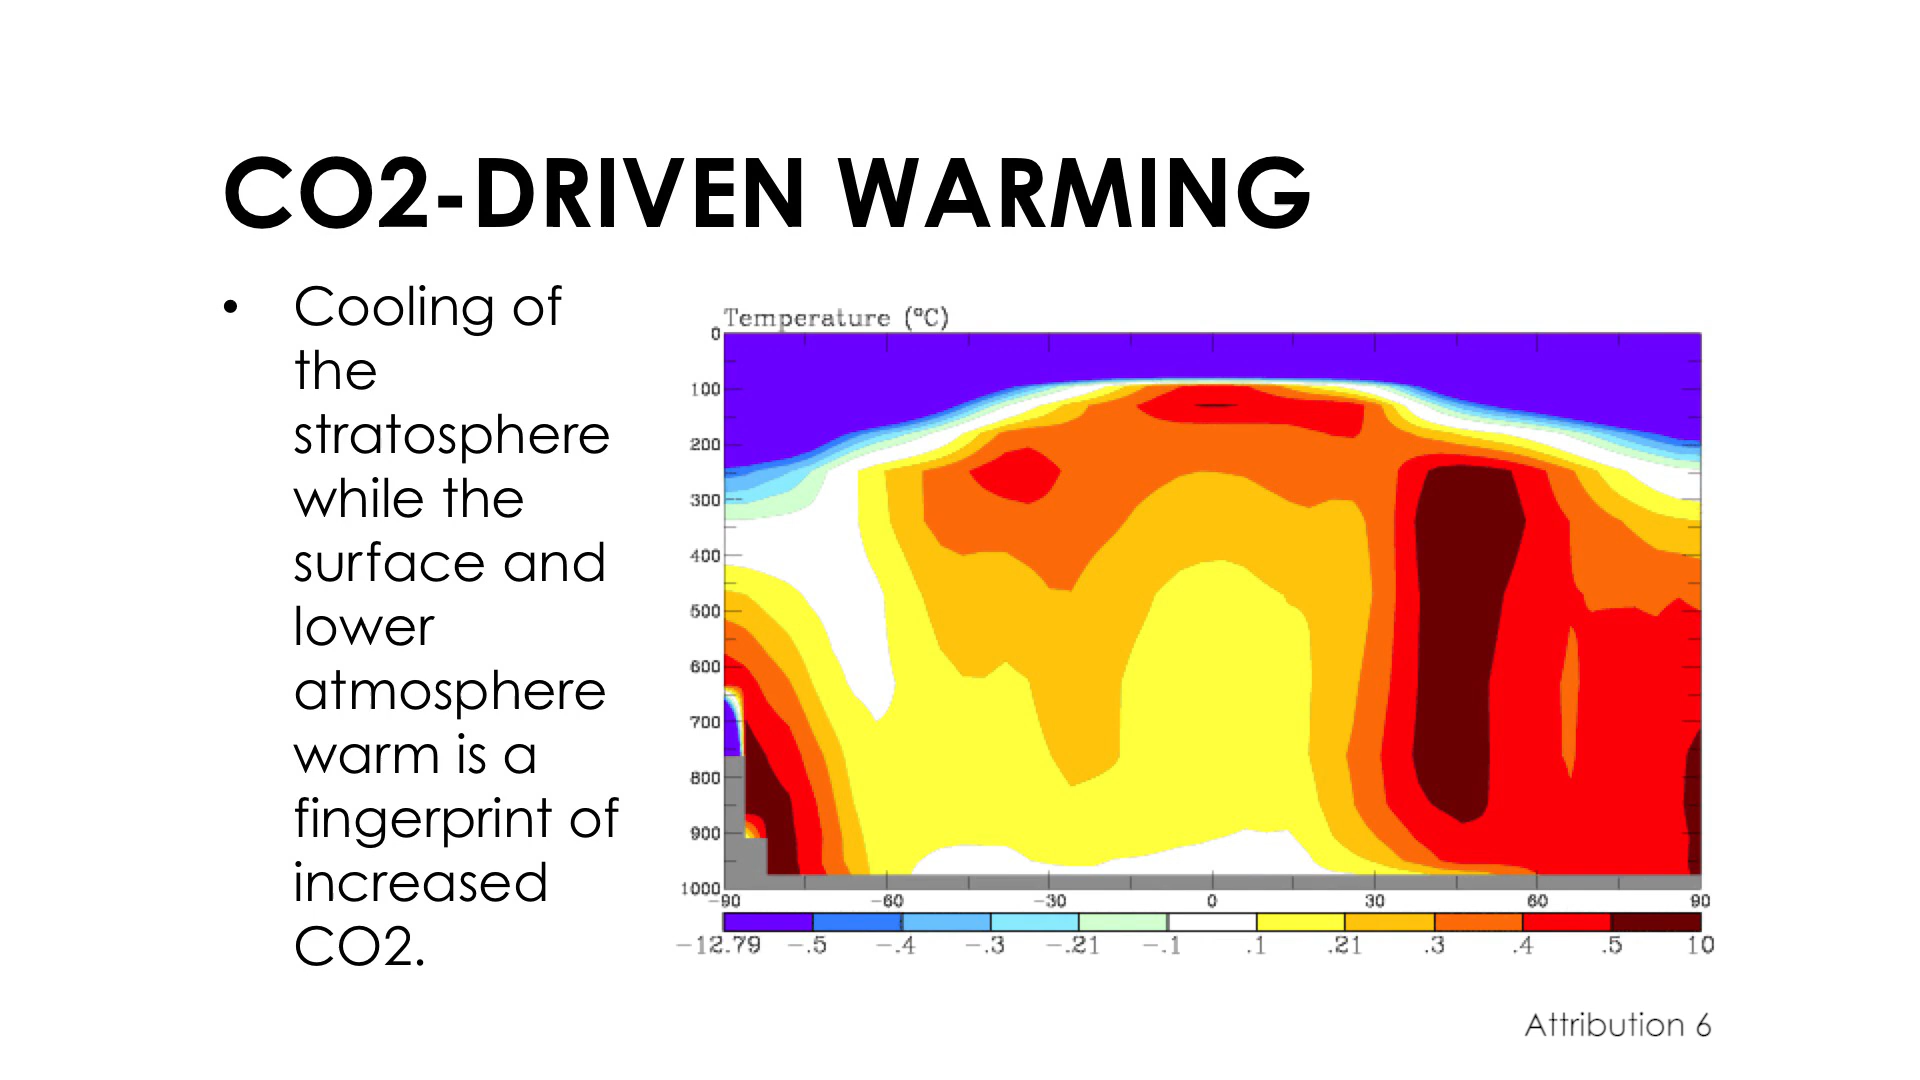 CO2-DRIVEN WARMING
• Cooling of
the
stratosphere
while the
surface and
lower
atmosphere
warm is a
fingerprint of
increased
CO2.
Temperature (°C)
0
100
200
300
400
500
600
700
800
900
1000
-90 -60 -30 0 30 60 90
-12.79 -.5 -.4 -.3 -.21 -.1 .1 .21 .3 .4 .5 10
Attribution 6